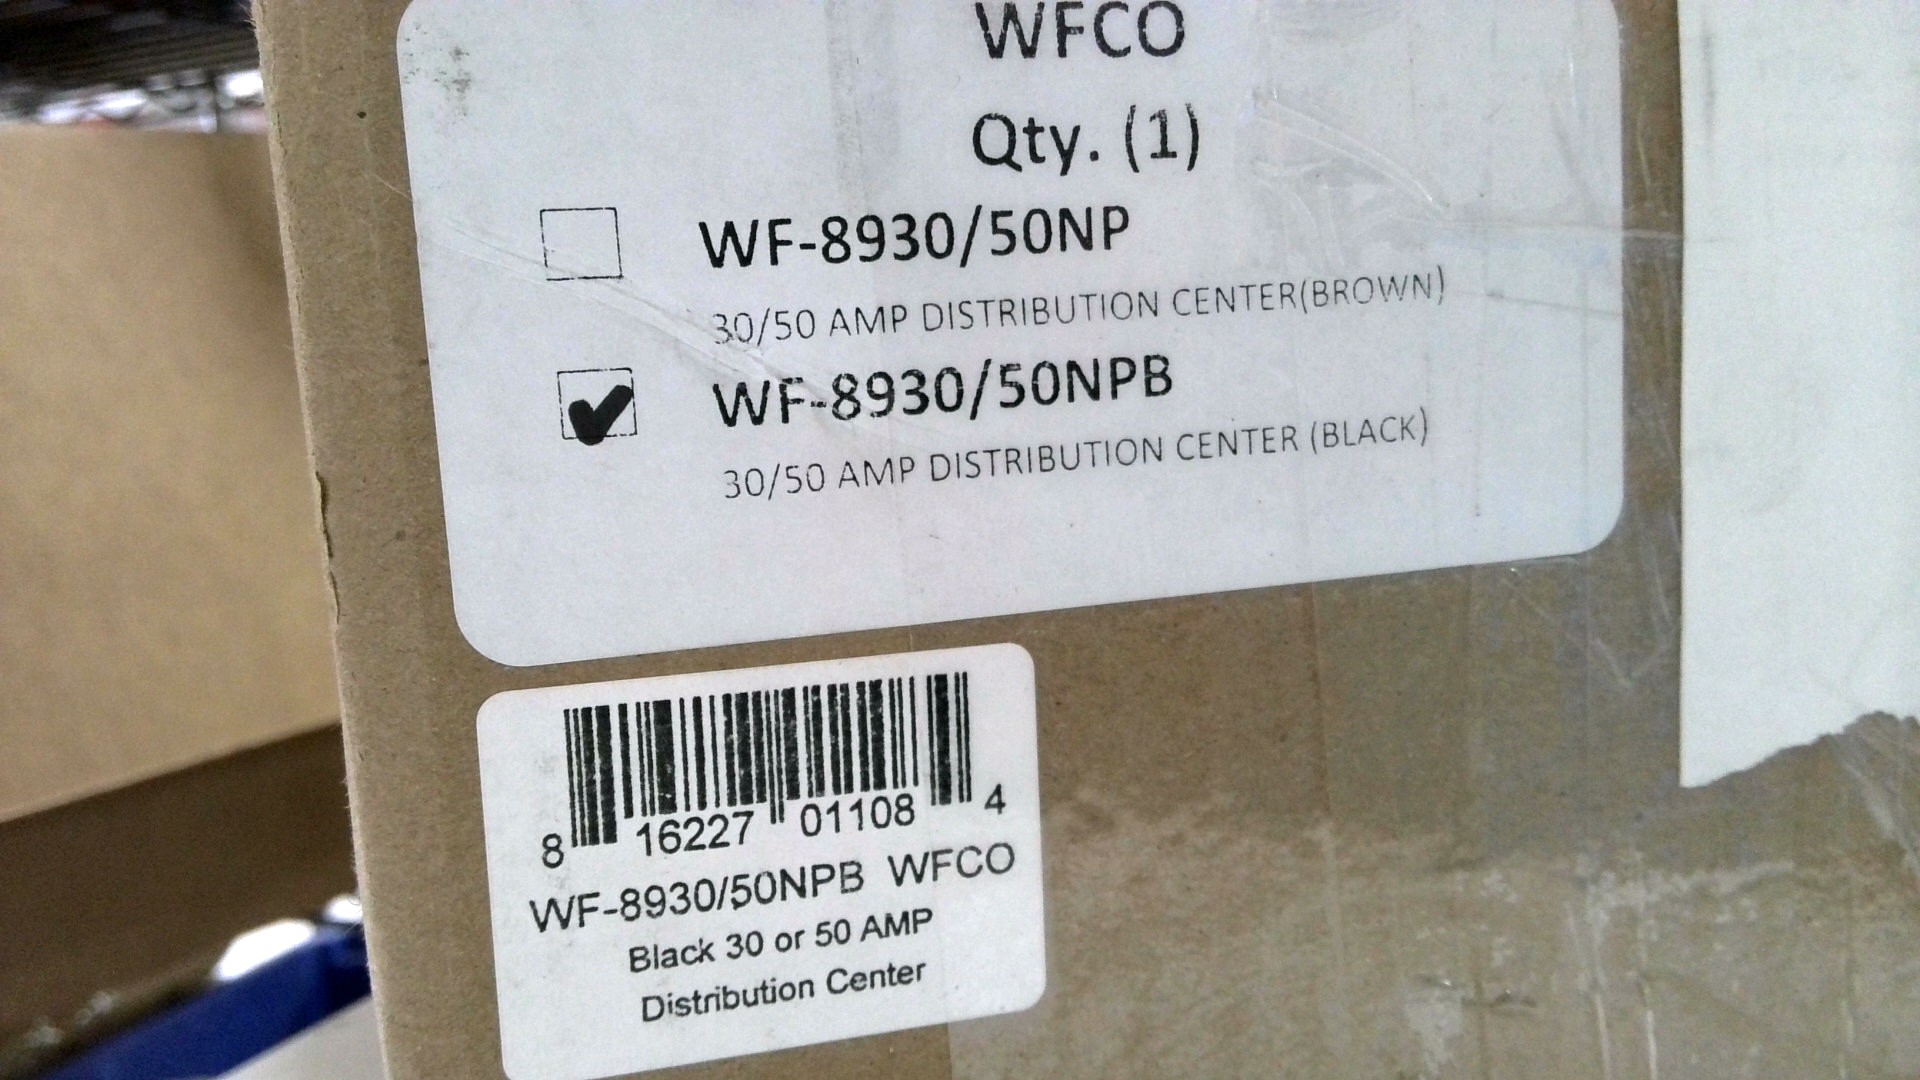 WFCO
Qty. (1)
WF-8930/50NP
30/50 AMP DISTRIBUTION CENTER(BROWN)
WF-8930/50NPB
30/50 AMP DISTRIBUTION CENTER (BLACK)
8 16227 01108 4
WF-8930/50NPB WFCO
Black 30 or 50 AMP
Distribution Center